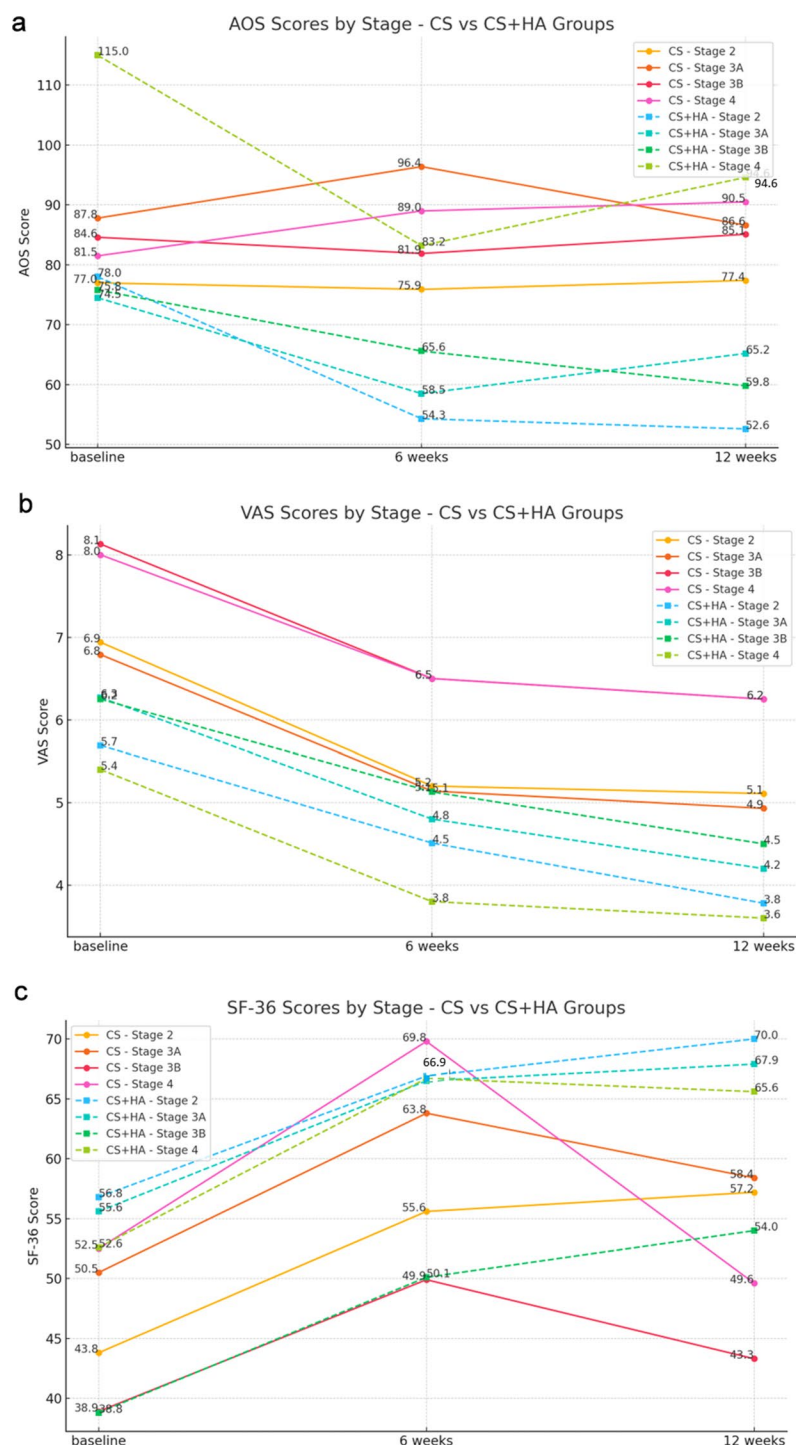 a
AOS Scores by Stage - CS vs CS+HA Groups
115.0
CS - Stage 2
CS - Stage 3A
CS - Stage 3B
CS - Stage 4
CS+HA - Stage 2
CS+HA - Stage 3A
CS+HA - Stage 3B
CS+HA - Stage 4
110
100
90
80
70
60
50
AOS Score
87.8
84.6
81.5
77.0
78.0
75.8
74.5
96.4
89.0
83.2
81.9
75.9
65.6
58.5
54.3
94.6
90.5
86.6
85.1
77.4
65.2
59.8
52.6
baseline
6 weeks
12 weeks
b
VAS Scores by Stage - CS vs CS+HA Groups
CS - Stage 2
CS - Stage 3A
CS - Stage 3B
CS - Stage 4
CS+HA - Stage 2
CS+HA - Stage 3A
CS+HA - Stage 3B
CS+HA - Stage 4
8
7
6
5
4
VAS Score
8.1
8.0
6.9
6.8
5.7
5.4
6.5
5.2
5.1
4.8
4.5
3.8
6.2
5.1
4.9
4.5
4.2
3.8
3.6
baseline
6 weeks
12 weeks
c
SF-36 Scores by Stage - CS vs CS+HA Groups
CS - Stage 2
CS - Stage 3A
CS - Stage 3B
CS - Stage 4
CS+HA - Stage 2
CS+HA - Stage 3A
CS+HA - Stage 3B
CS+HA - Stage 4
70
65
60
55
50
45
40
SF-36 Score
56.8
55.6
52.5
52.6
50.5
43.8
38.9
38.8
69.8
66.9
63.8
55.6
49.9
50.1
70.0
67.9
65.6
58.4
57.2
54.0
49.6
43.3
baseline
6 weeks
12 weeks